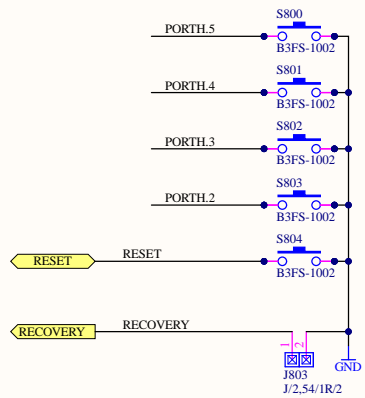 S800
PORTH.5
B3FS-1002
S801
PORTH.4
B3FS-1002
S802
PORTH.3
B3FS-1002
S803
PORTH.2
B3FS-1002
S804
RESET
RESET
B3FS-1002
RECOVERY
RECOVERY
1
2
GND
J803
J/2,54/1R/2